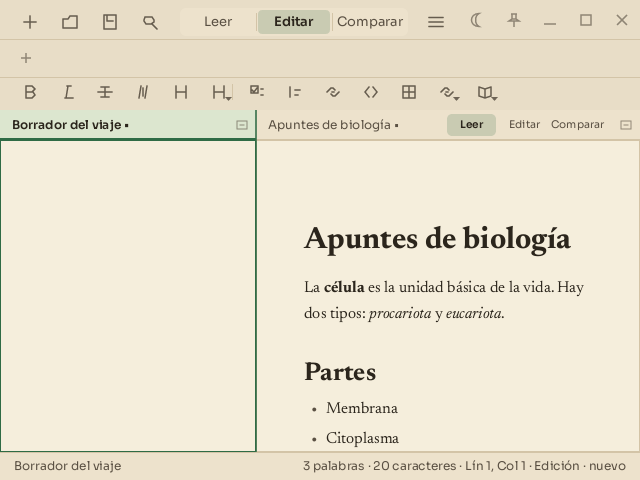 Leer
Editar
Comparar
Borrador del viaje •
Apuntes de biología •
Leer
Editar
Comparar
Apuntes de biología
La célula es la unidad básica de la vida. Hay
dos tipos: procariota y eucariota.
Partes
• Membrana
• Citoplasma
Borrador del viaje
3 palabras · 20 caracteres · Lín 1, Col 1 · Edición · nuevo